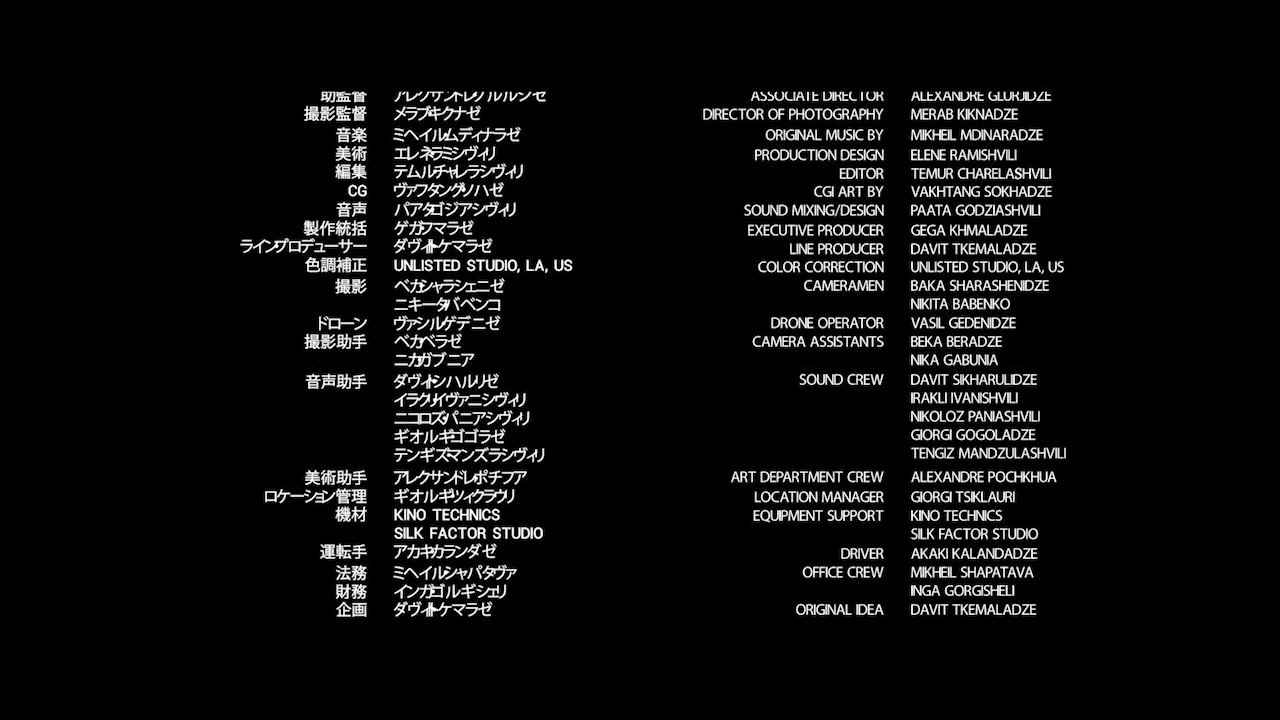 助監督 ASSOCIATE DIRECTOR ALEXANDRE GLURJIDZE
撮影監督 メラブ・キクナゼ DIRECTOR OF PHOTOGRAPHY MERAB KIKNADZE
音楽 ミヘイル・ムディナラゼ ORIGINAL MUSIC BY MIKHEIL MDINARADZE
美術 エレネ・ラミシヴィリ PRODUCTION DESIGN ELENE RAMISHVILI
編集 テムル・チャレラシヴィリ EDITOR TEMUR CHARELASHVILI
CG ヴァフタング・ソハゼ CGI ART BY VAKHTANG SOKHADZE
音声 パアタ・ゴジアシヴィリ SOUND MIXING/DESIGN PAATA GODZIASHVILI
製作統括 ゲガ・フマラゼ EXECUTIVE PRODUCER GEGA KHMALADZE
ラインプロデューサー ダヴィト・トケマラゼ LINE PRODUCER DAVIT TKEMALADZE
色調補正 UNLISTED STUDIO, LA, US COLOR CORRECTION UNLISTED STUDIO, LA, US
撮影 ベカ・シャラシェニゼ CAMERAMEN BAKA SHARASHENIDZE
ニキータ・バベンコ NIKITA BABENKO
ドローン ヴァシル・ゲデニゼ DRONE OPERATOR VASIL GEDENIDZE
撮影助手 ベカ・ベラゼ CAMERA ASSISTANTS BEKA BERADZE
ニカ・ガブニア NIKA GABUNIA
音声助手 ダヴィト・シハルリゼ SOUND CREW DAVIT SIKHARULIDZE
イラクリ・イヴァニシヴィリ IRAKLI IVANISHVILI
ニコロズ・パニアシヴィリ NIKOLOZ PANIASHVILI
ギオルギ・ゴゴラゼ GIORGI GOGOLADZE
テンギズ・マンズラシヴィリ TENGIZ MANDZULASHVILI
美術助手 アレクサンドレ・ポチフア ART DEPARTMENT CREW ALEXANDRE POCHKHUA
ロケーション管理 ギオルギ・ツィクラウリ LOCATION MANAGER GIORGI TSIKLAURI
機材 KINO TECHNICS EQUIPMENT SUPPORT KINO TECHNICS
SILK FACTOR STUDIO SILK FACTOR STUDIO
運転手 アカキ・カランダゼ DRIVER AKAKI KALANDADZE
法務 ミヘイル・シャパタヴァ OFFICE CREW MIKHEIL SHAPATAVA
財務 インガ・ゴルギシェリ INGA GORGISHELI
企画 ダヴィト・トケマラゼ ORIGINAL IDEA DAVIT TKEMALADZE